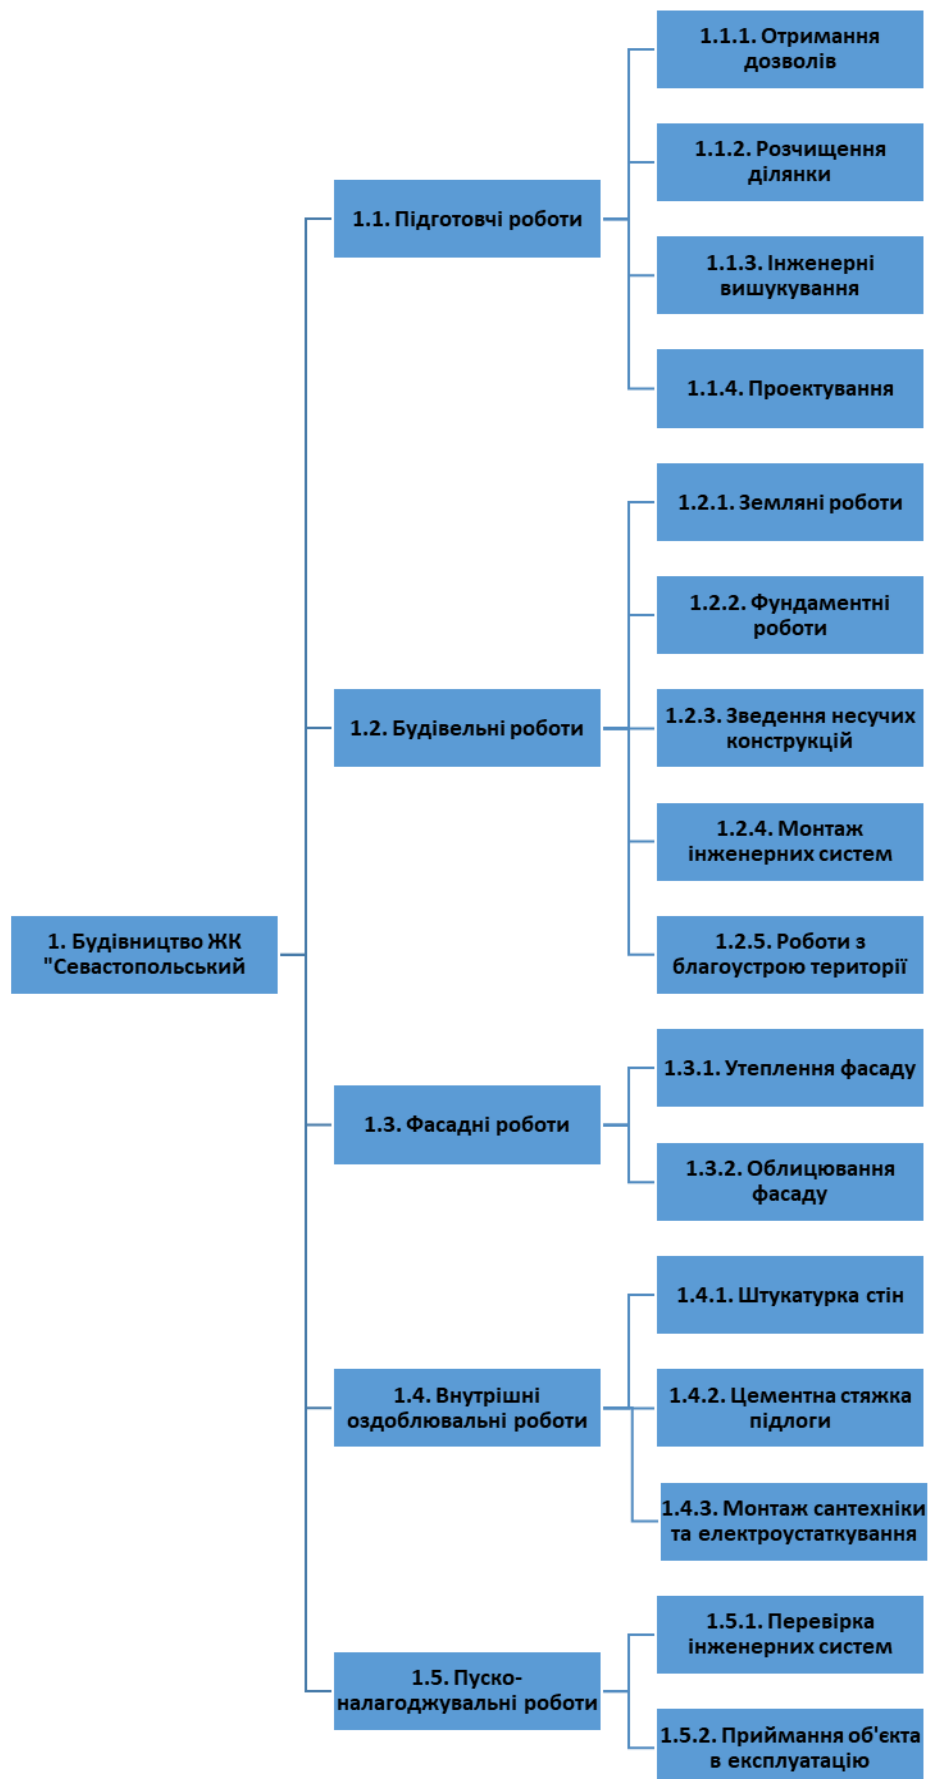 1. Будівництво ЖК
"Севастопольський
1.1. Підготовчі роботи
1.1.1. Отримання
дозволів
1.1.2. Розчищення
ділянки
1.1.3. Інженерні
вишукування
1.1.4. Проектування
1.2. Будівельні роботи
1.2.1. Земляні роботи
1.2.2. Фундаментні
роботи
1.2.3. Зведення несучих
конструкцій
1.2.4. Монтаж
інженерних систем
1.2.5. Роботи з
благоустрою території
1.3. Фасадні роботи
1.3.1. Утеплення фасаду
1.3.2. Облицювання
фасаду
1.4. Внутрішні
оздоблювальні роботи
1.4.1. Штукатурка стін
1.4.2. Цементна стяжка
підлоги
1.4.3. Монтаж сантехніки
та електроустаткування
1.5. Пуско-
налагоджувальні роботи
1.5.1. Перевірка
інженерних систем
1.5.2. Приймання об'єкта
в експлуатацію